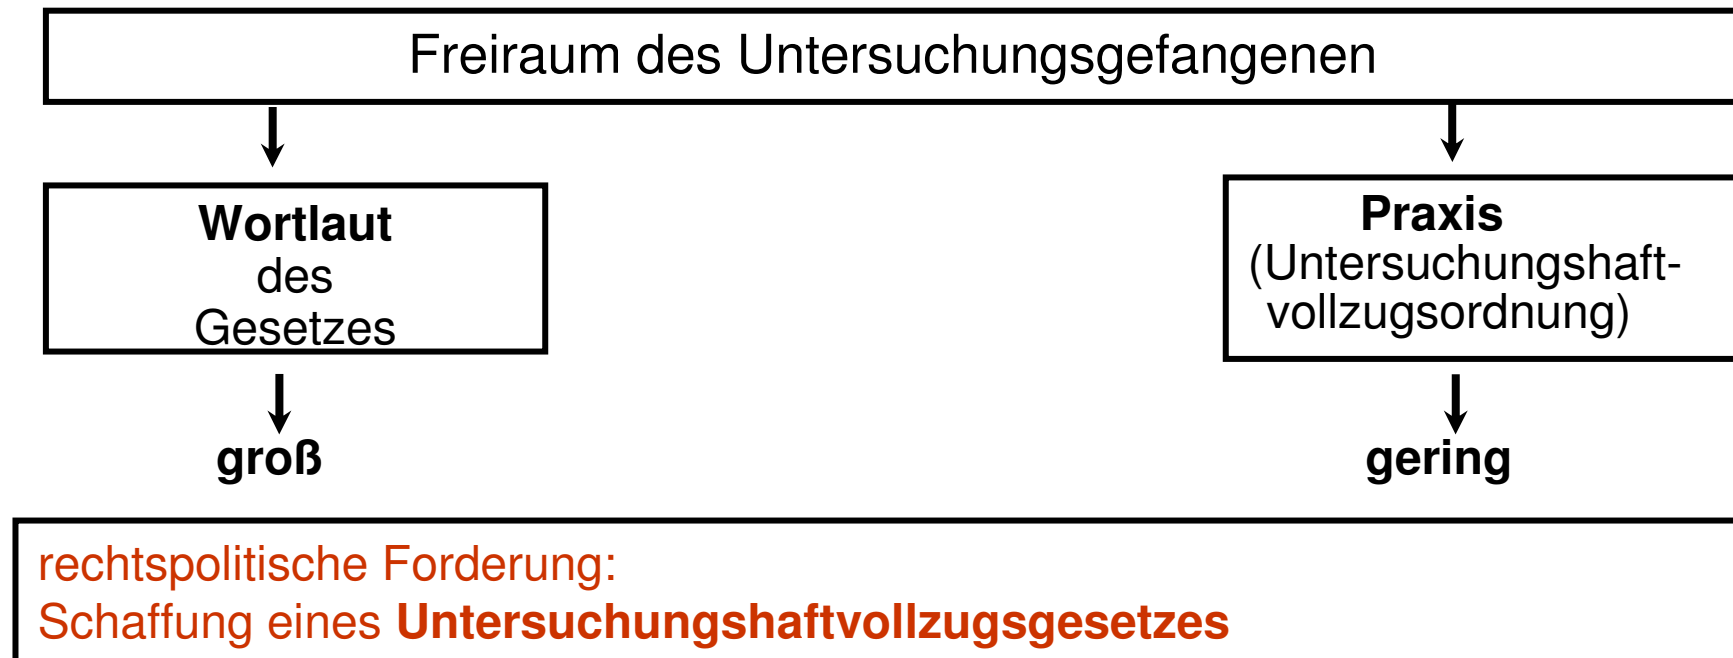 Freiraum des Untersuchungsgefangenen
Wortlaut
des
Gesetzes
Praxis
(Untersuchungshaft-
vollzugsordnung)
groß
gering
rechtspolitische Forderung:
Schaffung eines Untersuchungshaftvollzugsgesetzes